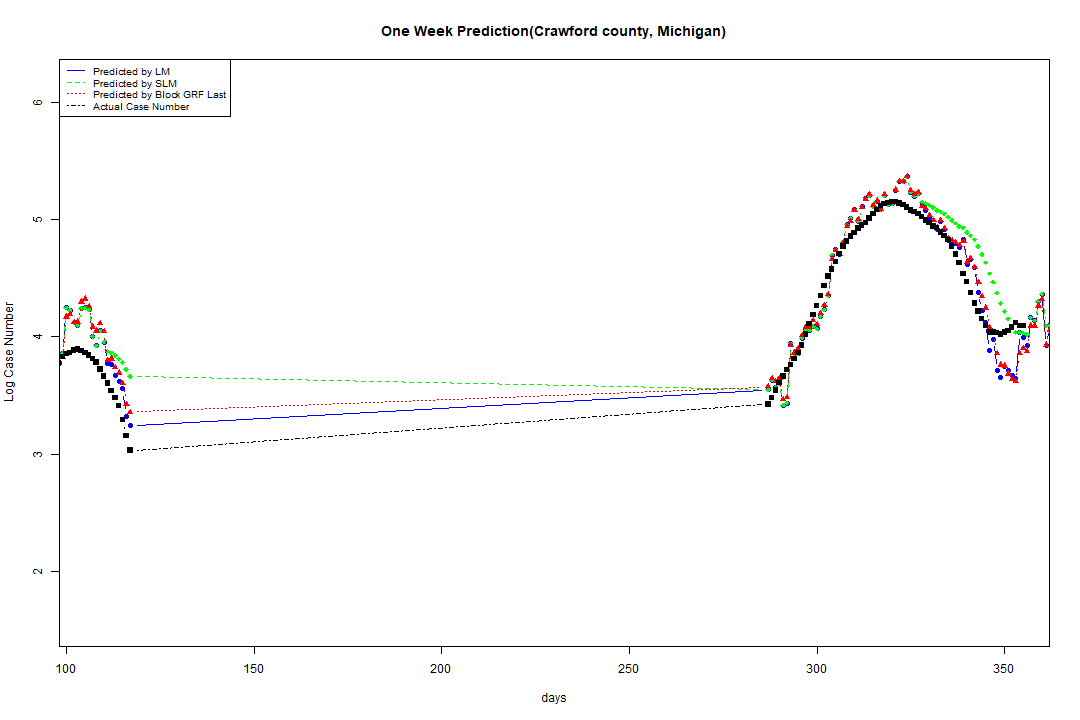 One Week Prediction(Crawford county, Michigan)
Predicted by LM
Predicted by SLM
Predicted by Block GRF Last
Actual Case Number
6
5
4
3
2
Log Case Number
100 150 200 250 300 350
days